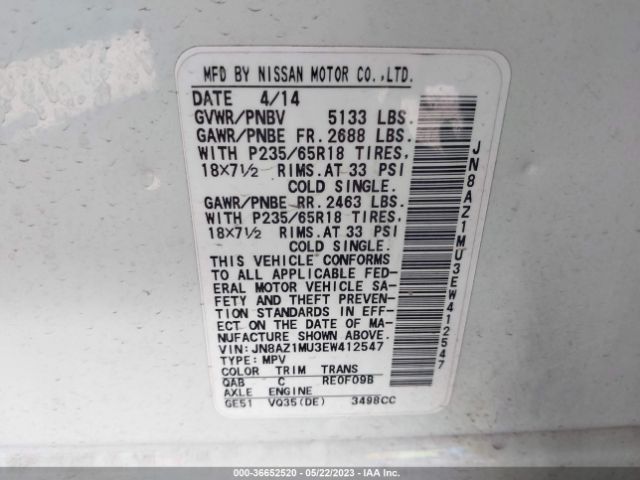 MFD BY NISSAN MOTOR CO.,LTD.
DATE 4/14
GVWR/PNBV 5133 LBS.
GAWR/PNBE FR. 2688 LBS.
WITH P235/65R18 TIRES,
18×7½ RIMS.AT 33 PSI
COLD SINGLE.
GAWR/PNBE RR. 2463 LBS.
WITH P235/65R18 TIRES,
18×7½ RIMS.AT 33 PSI
COLD SINGLE.
THIS VEHICLE CONFORMS
TO ALL APPLICABLE FED-
ERAL MOTOR VEHICLE SA-
FETY AND THEFT PREVEN-
TION STANDARDS IN EFF-
ECT ON THE DATE OF MA-
NUFACTURE SHOWN ABOVE.
VIN:JN8AZ1MU3EW412547
TYPE:MPV
COLOR TRIM TRANS
QAB C RE0F09B
AXLE ENGINE
GE51 VQ35(DE) 3498CC
JN8AZ1MU3EW412547
000-36652520 - 05/22/2023 - IAA Inc.